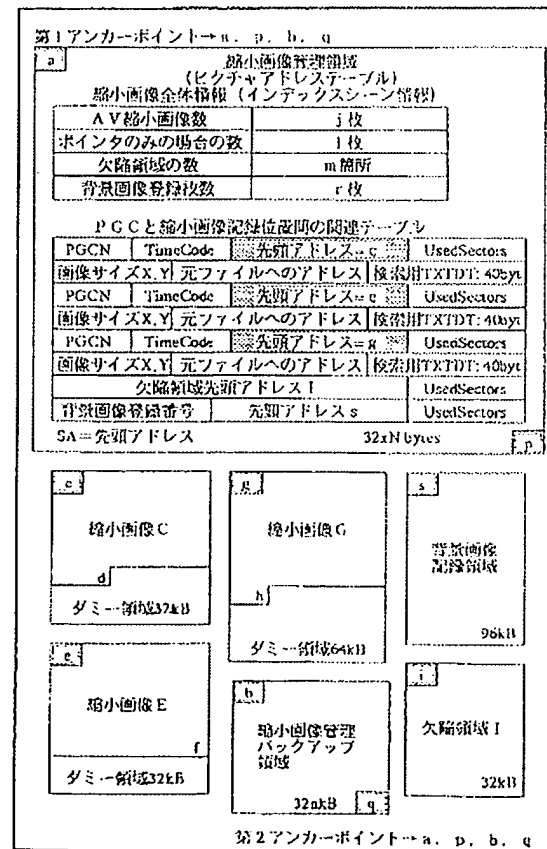 第1アンカーポイント→a, p, b, q
a
縮小画像管理領域
(ピクチャアドレステーブル)
縮小画像全体情報 (インデックスシーン情報)
AV縮小画像数 j枚
ポインタのみの場合の数 l枚
欠陥領域の数 m箇所
背景画像登録枚数 r枚
PGCと縮小画像記録位置間の関連テーブル
PGCN TimeCode 先頭アドレス=c UsedSectors
画像サイズX,Y 元ファイルへのアドレス 検索用TXTDT: 40byt
PGCN TimeCode 先頭アドレス=e UsedSectors
画像サイズX,Y 元ファイルへのアドレス 検索用TXTDT: 40byt
PGCN TimeCode 先頭アドレス=g UsedSectors
画像サイズX,Y 元ファイルへのアドレス 検索用TXTDT: 40byt
欠陥領域先頭アドレス I UsedSectors
背景画像登録番号 先頭アドレス s UsedSectors
SA=先頭アドレス 32xN bytes p
c
縮小画像C
d
ダミー領域32kB
g
縮小画像G
h
ダミー領域64kB
s
背景画像
記録領域
96kB
e
縮小画像E
f
ダミー領域32kB
b
縮小画像管理
バックアップ
領域
32nkB q
i
欠陥領域I
32kB
第2アンカーポイント→a, p, b, q